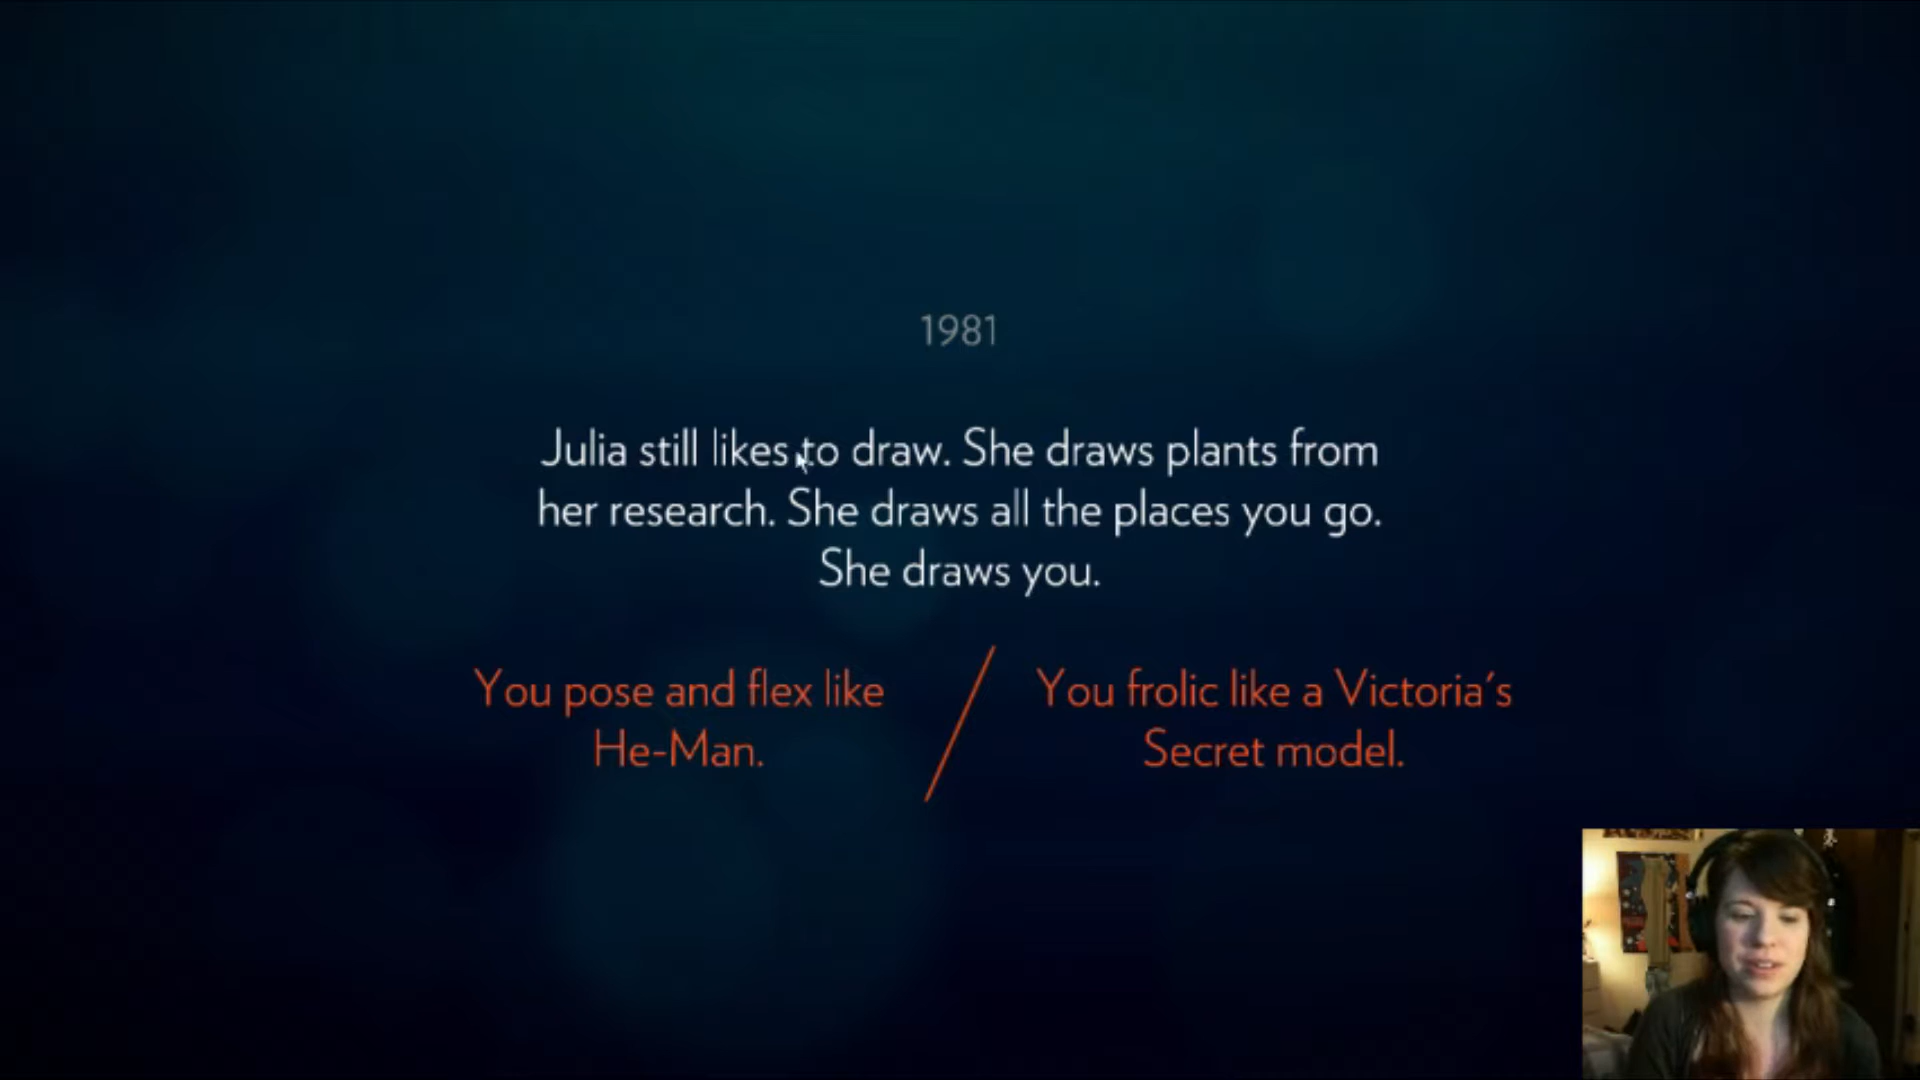 1981
Julia still likes to draw. She draws plants from
her research. She draws all the places you go.
She draws you.
You pose and flex like
He-Man.
You frolic like a Victoria's
Secret model.